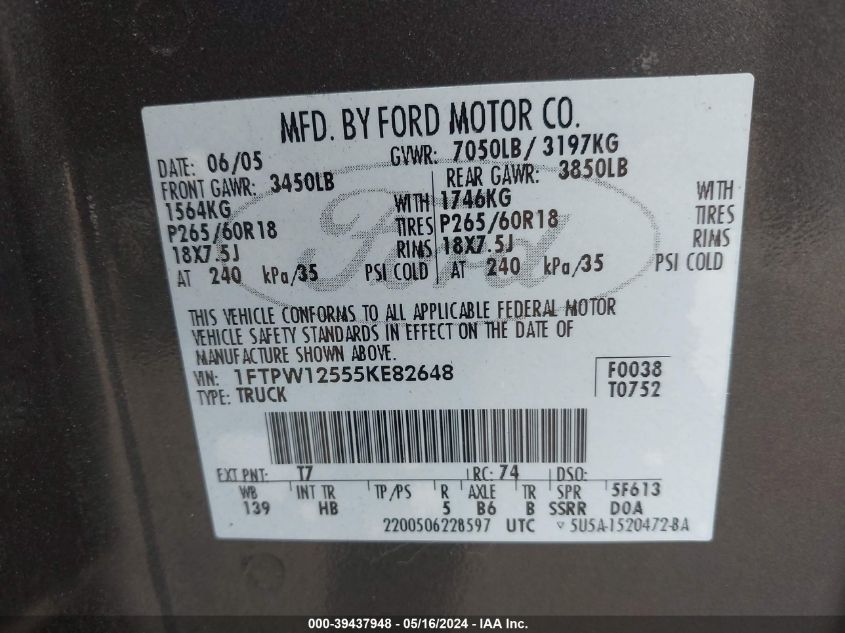 MFD. BY FORD MOTOR CO.
DATE: 06/05 GVWR: 7050LB/ 3197KG
FRONT GAWR: 3450LB REAR GAWR: 3850LB
1564KG WITH 1746KG WITH
P265/60R18 TIRES P265/60R18 TIRES
18X7.5J RIMS 18X7.5J RIMS
AT 240 kPa/35 PSI COLD AT 240 kPa/35 PSI COLD
Ford
THIS VEHICLE CONFORMS TO ALL APPLICABLE FEDERAL MOTOR
VEHICLE SAFETY STANDARDS IN EFFECT ON THE DATE OF
MANUFACTURE SHOWN ABOVE.
VIN: 1FTPW12555KE82648 F0038
TYPE: TRUCK T0752
EXT PNT: T7 RC: 74 DSO:
WB INT TR TP/PS R AXLE TR SPR 5F613
139 HB 5 B6 B SSRR DOA
2200506228597 UTC 5U5A-1520472-BA
000-39437948 - 05/16/2024 - IAA Inc.